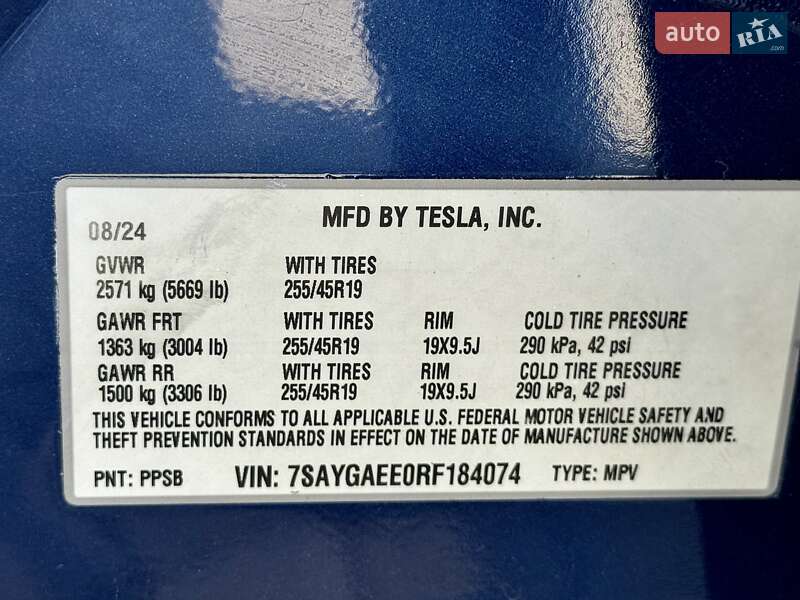 auto RIA.com
MFD BY TESLA, INC.
08/24
GVWR WITH TIRES
2571 kg (5669 lb) 255/45R19
GAWR FRT WITH TIRES RIM COLD TIRE PRESSURE
1363 kg (3004 lb) 255/45R19 19X9.5J 290 kPa, 42 psi
GAWR RR WITH TIRES RIM COLD TIRE PRESSURE
1500 kg (3306 lb) 255/45R19 19X9.5J 290 kPa, 42 psi
THIS VEHICLE CONFORMS TO ALL APPLICABLE U.S. FEDERAL MOTOR VEHICLE SAFETY AND
THEFT PREVENTION STANDARDS IN EFFECT ON THE DATE OF MANUFACTURE SHOWN ABOVE.
PNT: PPSB VIN: 7SAYGAEE0RF184074 TYPE: MPV